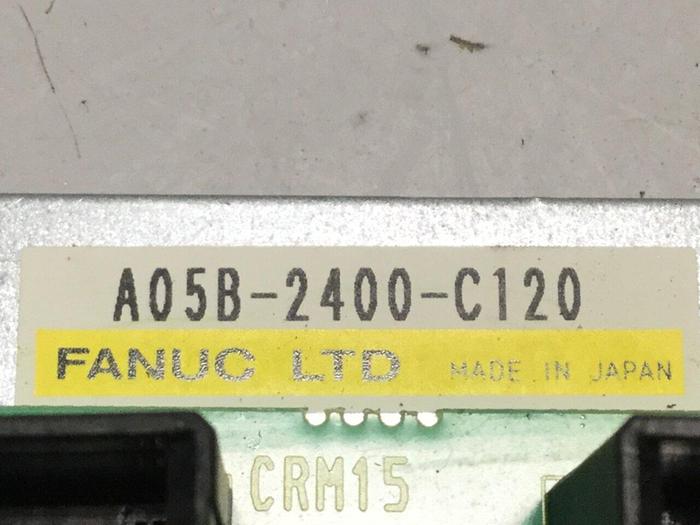 A05B-2400-C120
FANUC LTD MADE IN JAPAN
CRM15